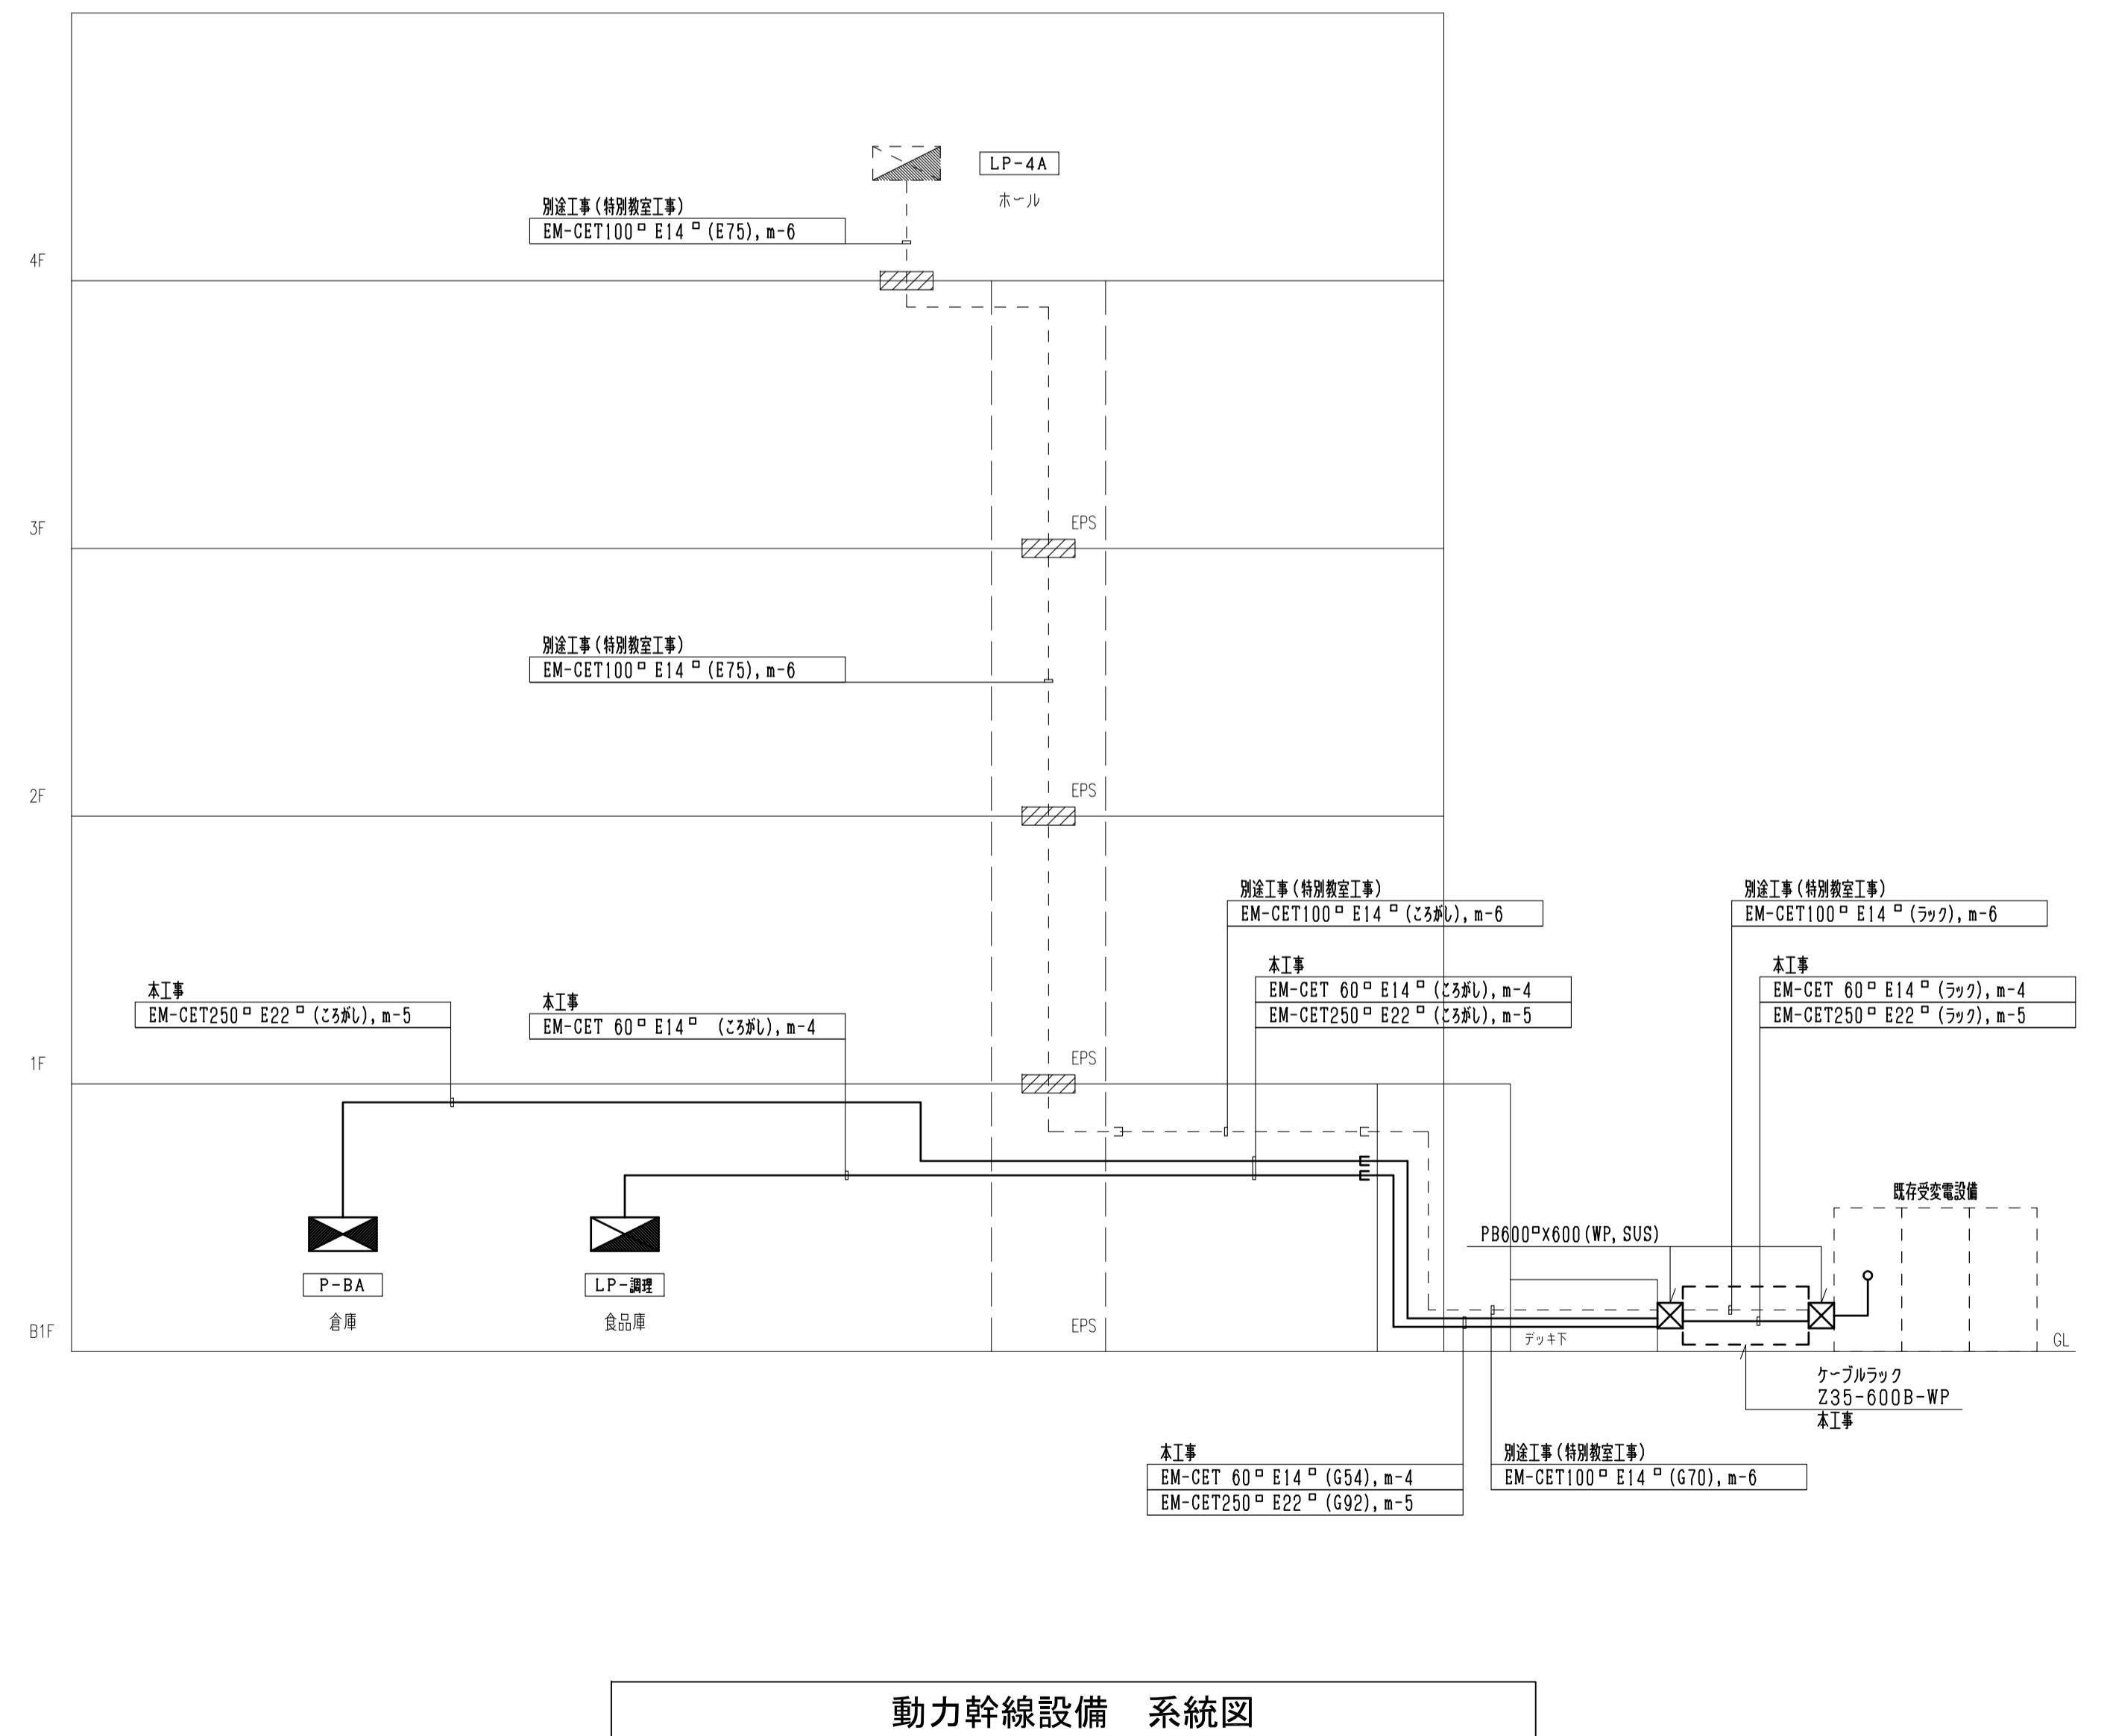 LP-4A
ホール
別途工事(特別教室工事)
EM-CET100□ E14□(E75),m-6
4F
EPS
3F
別途工事(特別教室工事)
EM-CET100□ E14□(E75),m-6
EPS
2F
別途工事(特別教室工事)
EM-CET100□ E14□(ころがし),m-6
別途工事(特別教室工事)
EM-CET100□ E14□(ラック),m-6
本工事
EM-CET 60□ E14□(ころがし),m-4
EM-CET250□ E22□(ころがし),m-5
本工事
EM-CET 60□ E14□(ラック),m-4
EM-CET250□ E22□(ラック),m-5
本工事
EM-CET250□ E22□(ころがし),m-5
本工事
EM-CET 60□ E14□ (ころがし),m-4
EPS
1F
既存受変電設備
PB600□X600(WP,SUS)
P-BA
倉庫
LP-調理
食品庫
EPS
B1F
デッキ下
GL
ケーブルラック
Z35-600B-WP
本工事
本工事
EM-CET 60□ E14□(G54),m-4
EM-CET250□ E22□(G92),m-5
別途工事(特別教室工事)
EM-CET100□ E14□(G70),m-6
動力幹線設備 系統図